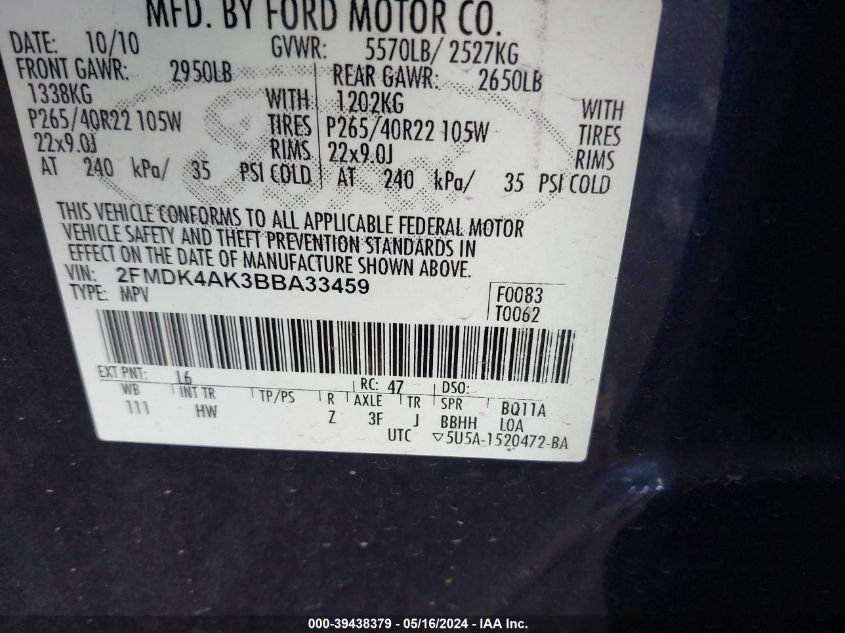 MFD. BY FORD MOTOR CO.
DATE: 10/10 GVWR: 5570LB/ 2527KG
FRONT GAWR: 2950LB REAR GAWR: 2650LB
1338KG WITH 1202KG WITH
P265/40R22 105W TIRES P265/40R22 105W TIRES
22x9.0J RIMS 22x9.0J RIMS
AT 240 kPa/ 35 PSI COLD AT 240 kPa/ 35 PSI COLD
THIS VEHICLE CONFORMS TO ALL APPLICABLE FEDERAL MOTOR
VEHICLE SAFETY AND THEFT PREVENTION STANDARDS IN
EFFECT ON THE DATE OF MANUFACTURE SHOWN ABOVE.
VIN: 2FMDK4AK3BBA33459
TYPE: MPV
F0083
T0062
EXT PNT: L6 RC: 47 DSO:
WB INT TR TP/PS R AXLE TR SPR BQ11A
111 HW Z 3F J BBHH LOA
UTC ▽5U5A-1520472-BA
000-39438379 - 05/16/2024 - IAA Inc.